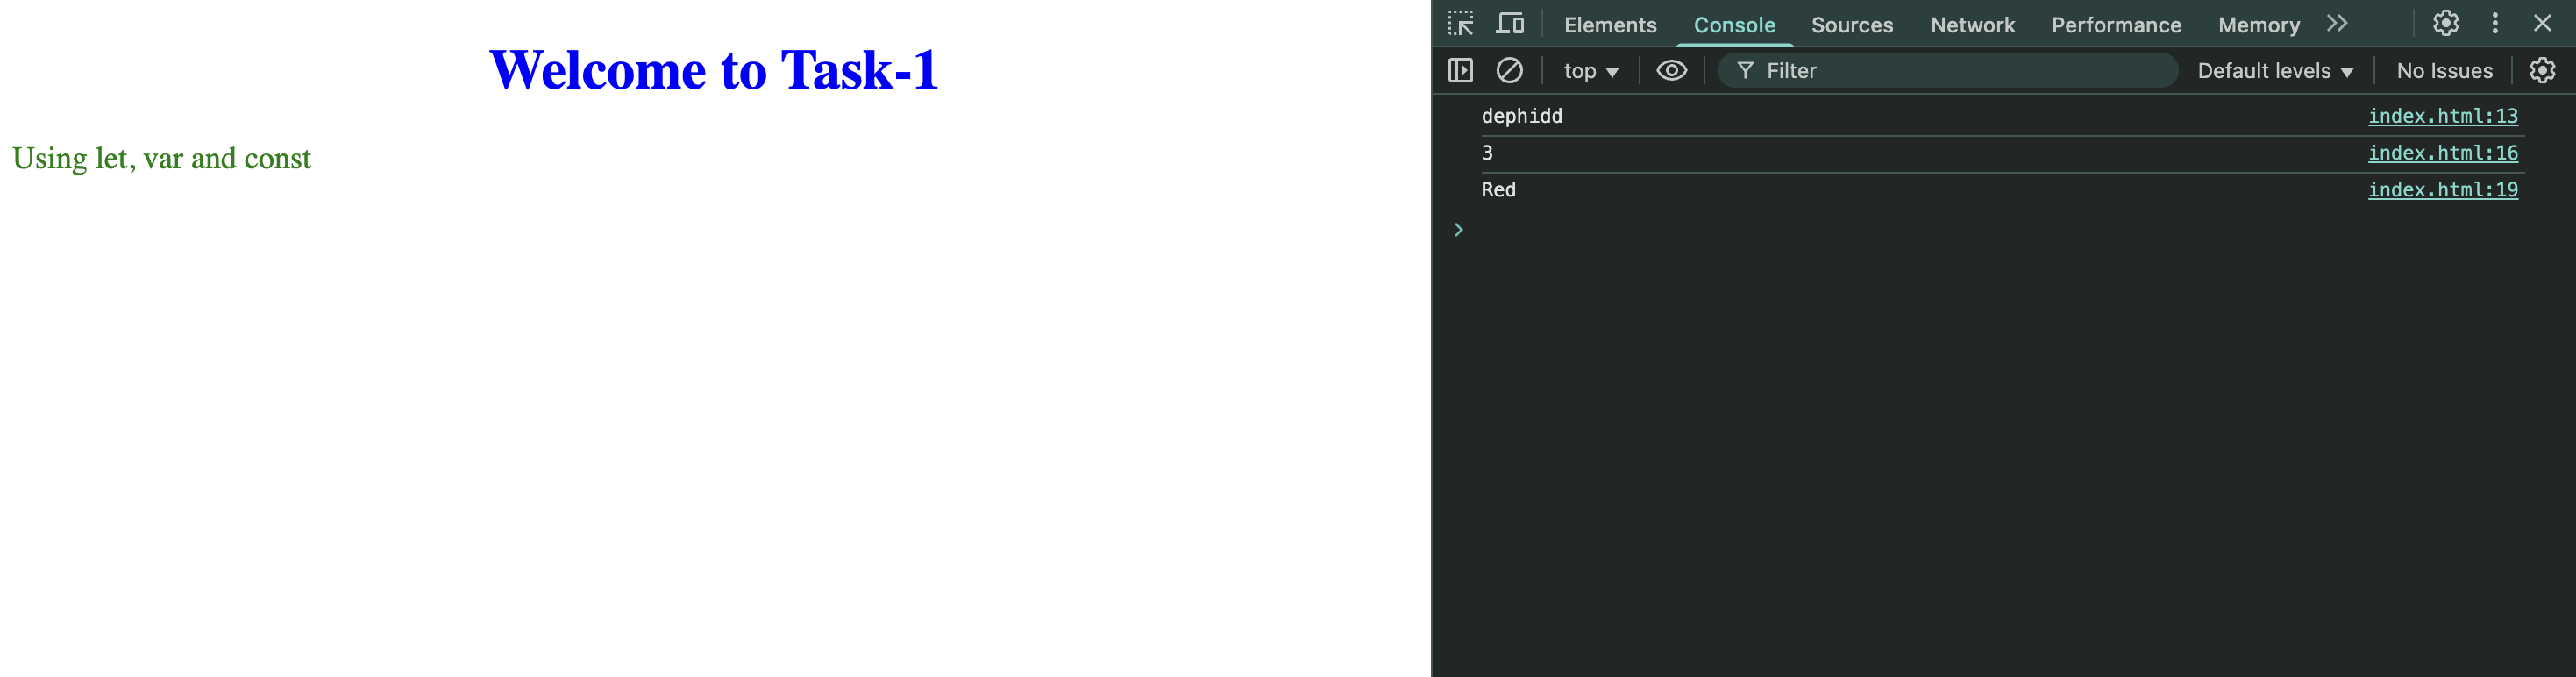 Welcome to Task-1
Using let, var and const
Elements Console Sources Network Performance Memory
top Filter Default levels No Issues
dephidd index.html:13
3 index.html:16
Red index.html:19